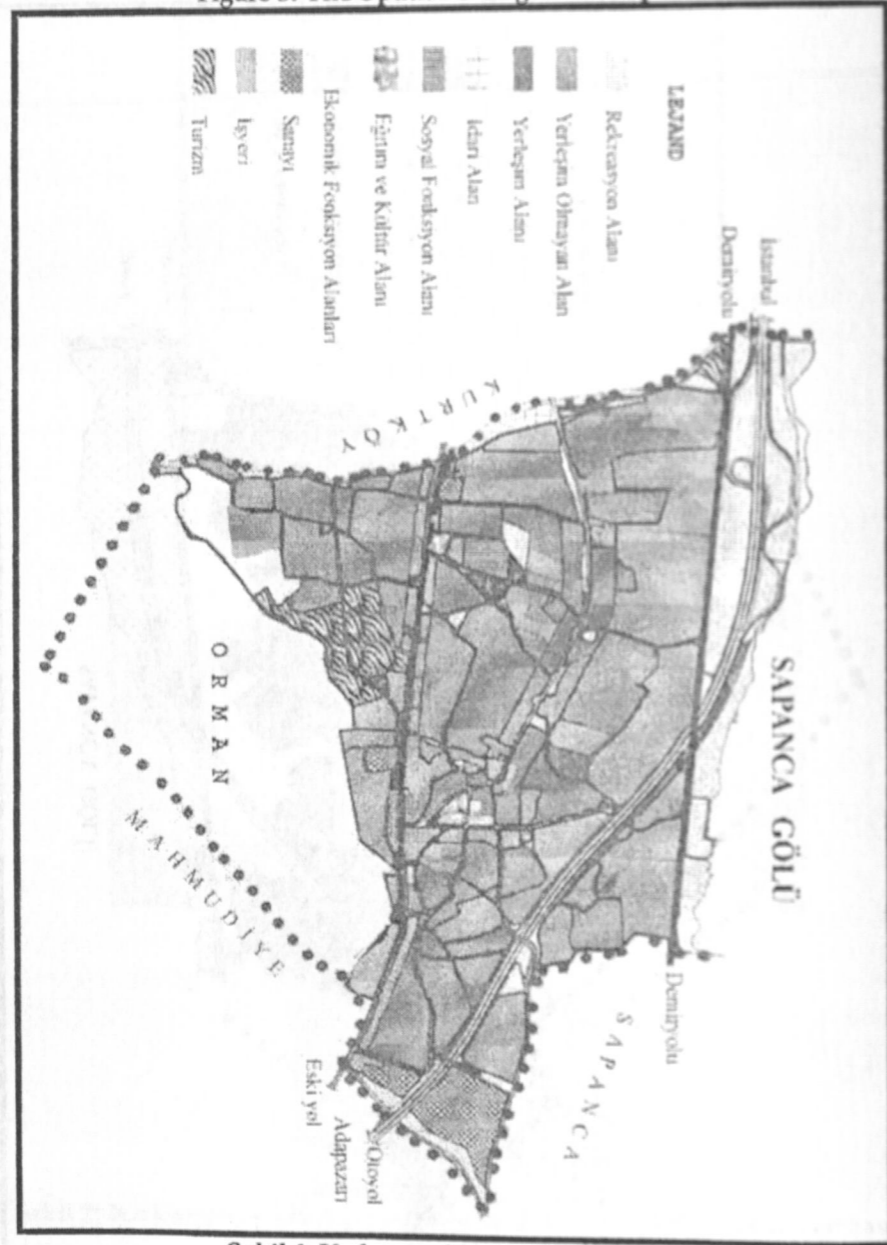 LEJAND
Rekreasyon Alanı
Yerleşim Olmayan Alan
Yerleşim Alanı
İdari Alan
Sosyal Fonksiyon Alanı
Eğitim ve Kültür Alanı
Ekonomik Fonksiyon Alanları
Sanayi
İşyeri
Turizm
İstanbul
Demiryolu
SAPANCA GÖLÜ
KURTKÖY
ORMAN
MAHMUDİYE
Demiryolu
SAPANCA
Eski yol
Adapazarı
Otoyol